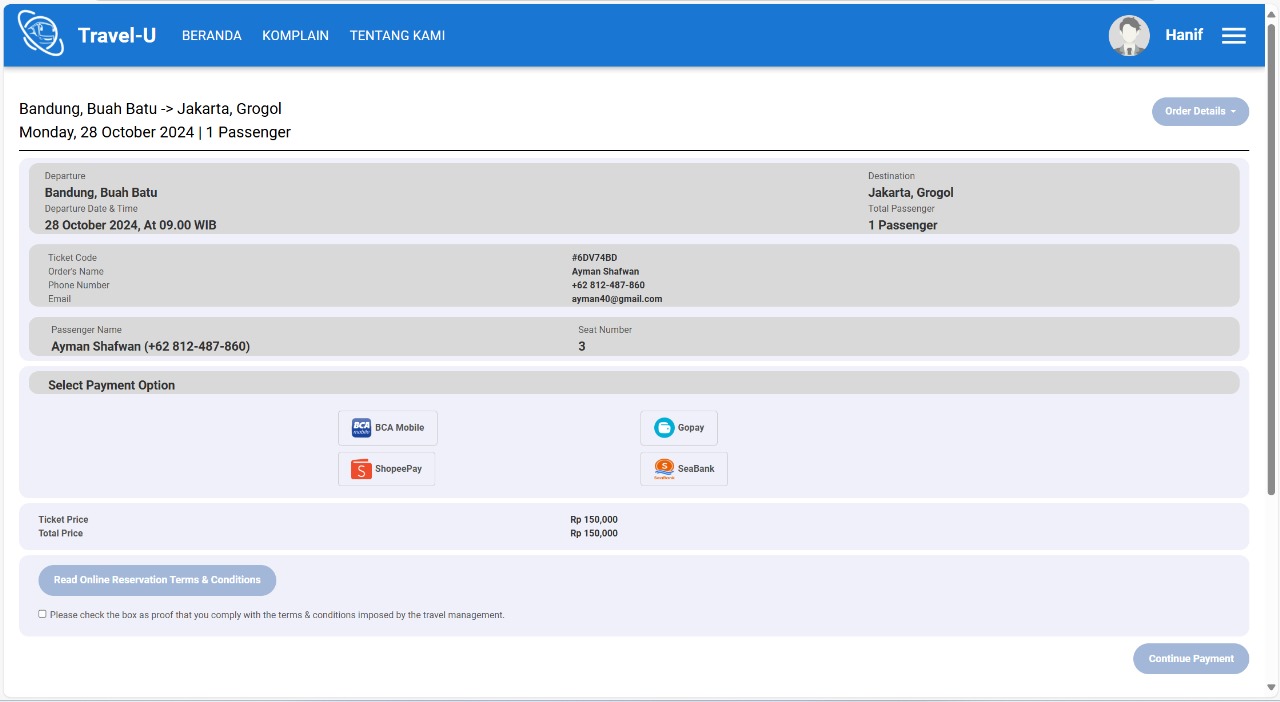 Travel-U BERANDA KOMPLAIN TENTANG KAMI Hanif
Bandung, Buah Batu -> Jakarta, Grogol
Order Details
Monday, 28 October 2024 | 1 Passenger
Departure Destination
Bandung, Buah Batu Jakarta, Grogol
Departure Date & Time Total Passenger
28 October 2024, At 09.00 WIB 1 Passenger
Ticket Code #6DV74BD
Order's Name Ayman Shafwan
Phone Number +62 812-487-860
Email ayman40@gmail.com
Passenger Name Seat Number
Ayman Shafwan (+62 812-487-860) 3
Select Payment Option
BCA mobile BCA Mobile Gopay
S ShopeePay S SeaBank SeaBank
Ticket Price Rp 150,000
Total Price Rp 150,000
Read Online Reservation Terms & Conditions
Please check the box as proof that you comply with the terms & conditions imposed by the travel management.
Continue Payment